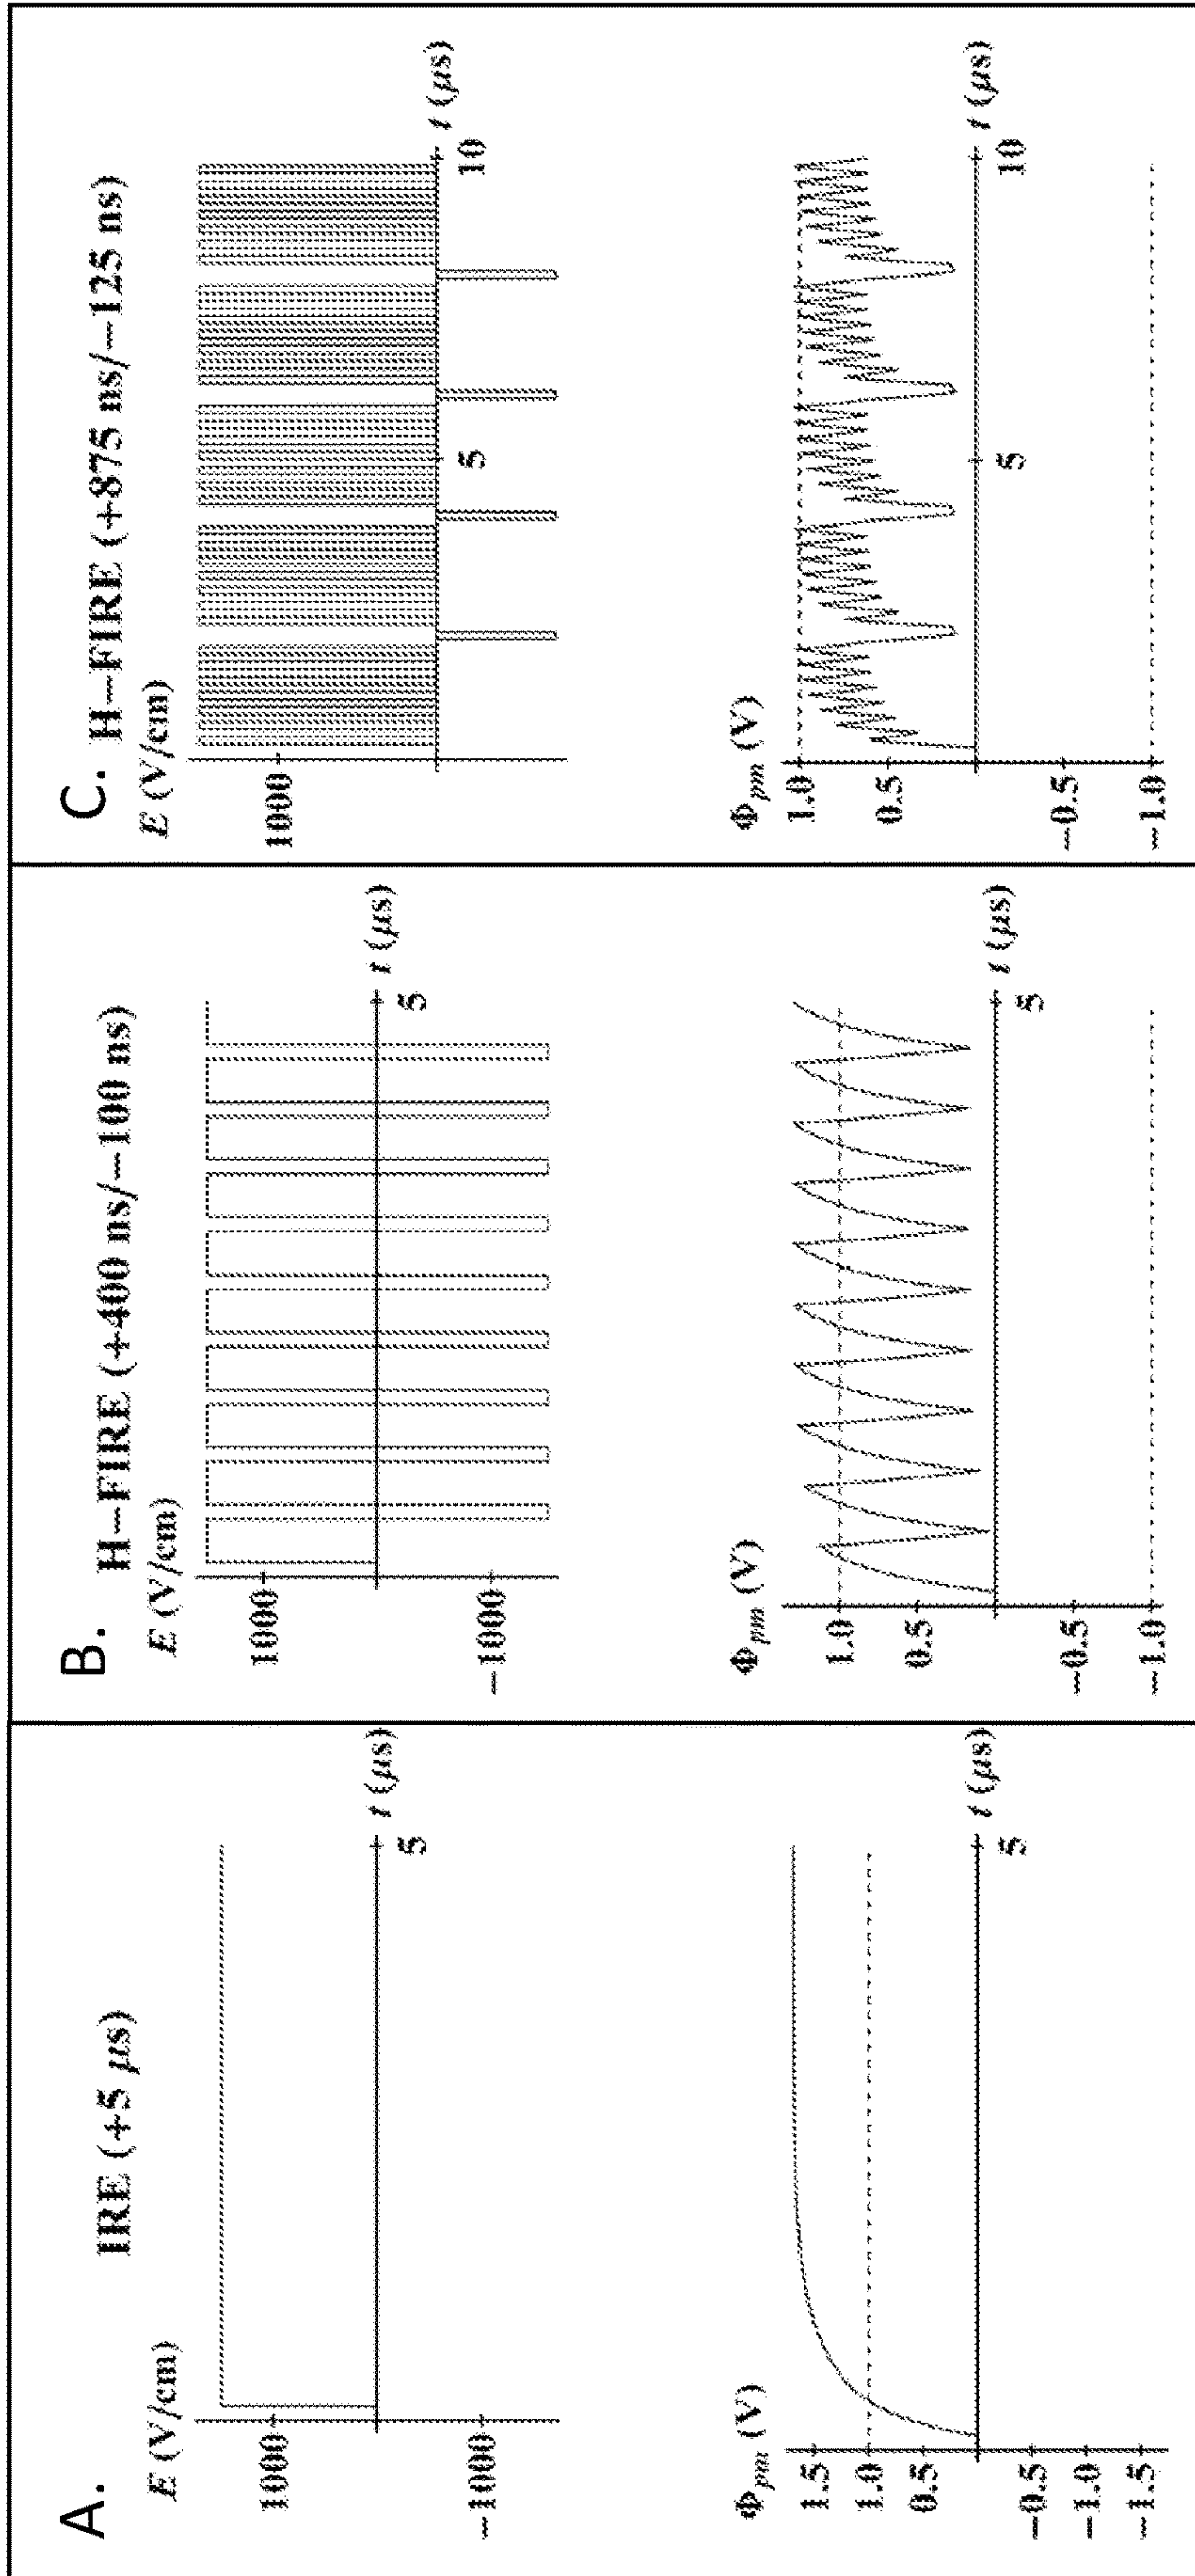 A.
IRE (+5 μs)
E (V/cm)
1000
-1000
5
t (μs)
Φpm (V)
1.5
1.0
0.5
-0.5
-1.0
-1.5
5
t (μs)
B.
H-FIRE (+400 ns/-100 ns)
E (V/cm)
1000
-1000
5
t (μs)
Φpm (V)
1.0
0.5
-0.5
-1.0
5
t (μs)
C.
H-FIRE (+875 ns/-125 ns)
E (V/cm)
1000
5
10
t (μs)
Φpm (V)
1.0
0.5
-0.5
-1.0
5
10
t (μs)